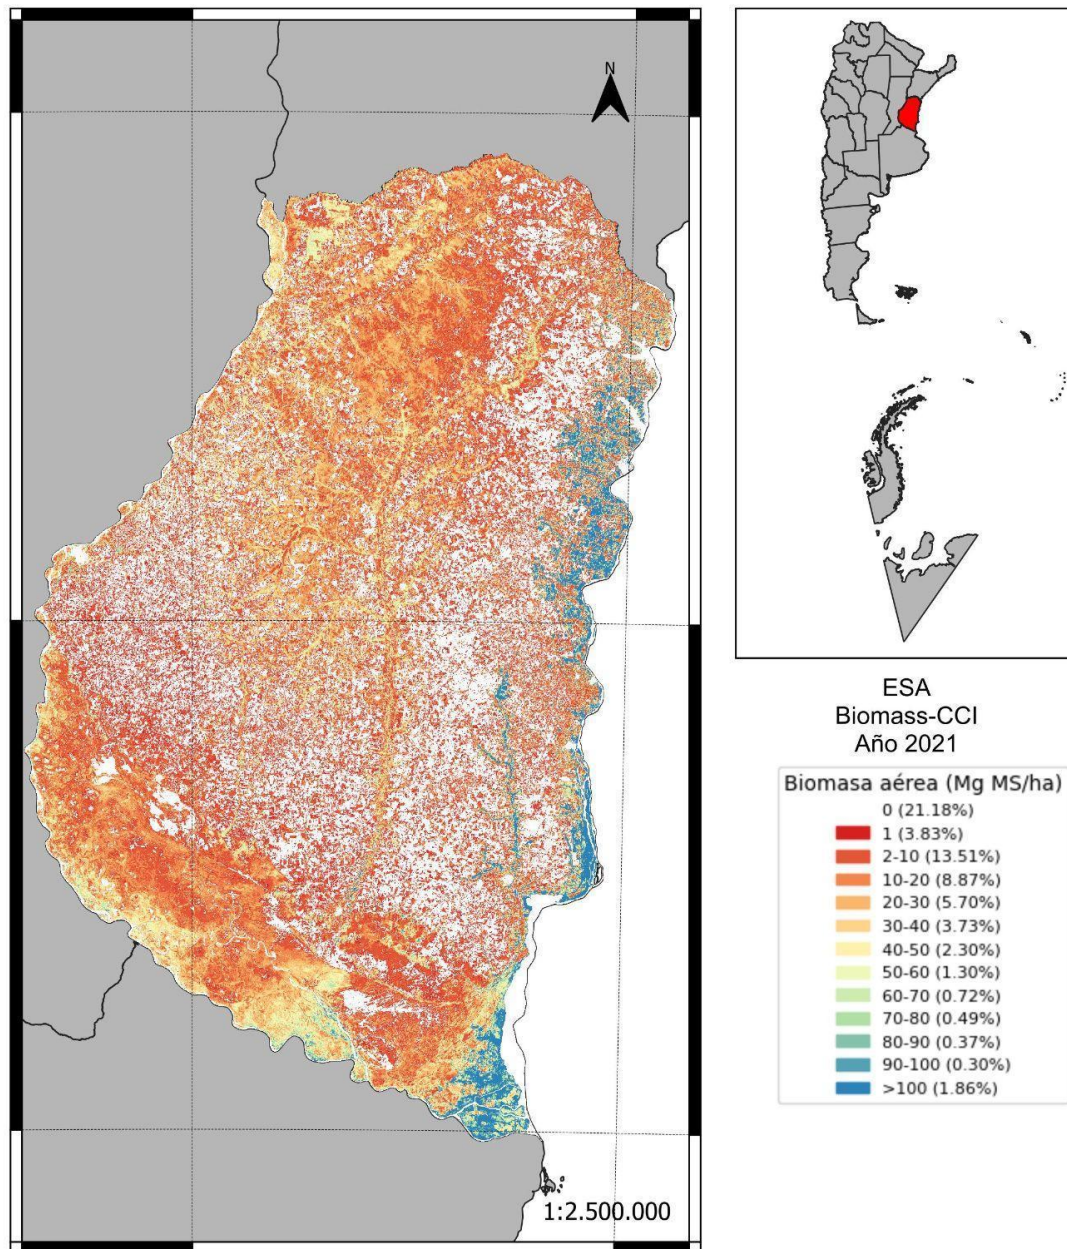 N
1:2.500.000
ESA
Biomass-CCI
Año 2021
Biomasa aérea (Mg MS/ha)
0 (21.18%)
1 (3.83%)
2-10 (13.51%)
10-20 (8.87%)
20-30 (5.70%)
30-40 (3.73%)
40-50 (2.30%)
50-60 (1.30%)
60-70 (0.72%)
70-80 (0.49%)
80-90 (0.37%)
90-100 (0.30%)
>100 (1.86%)